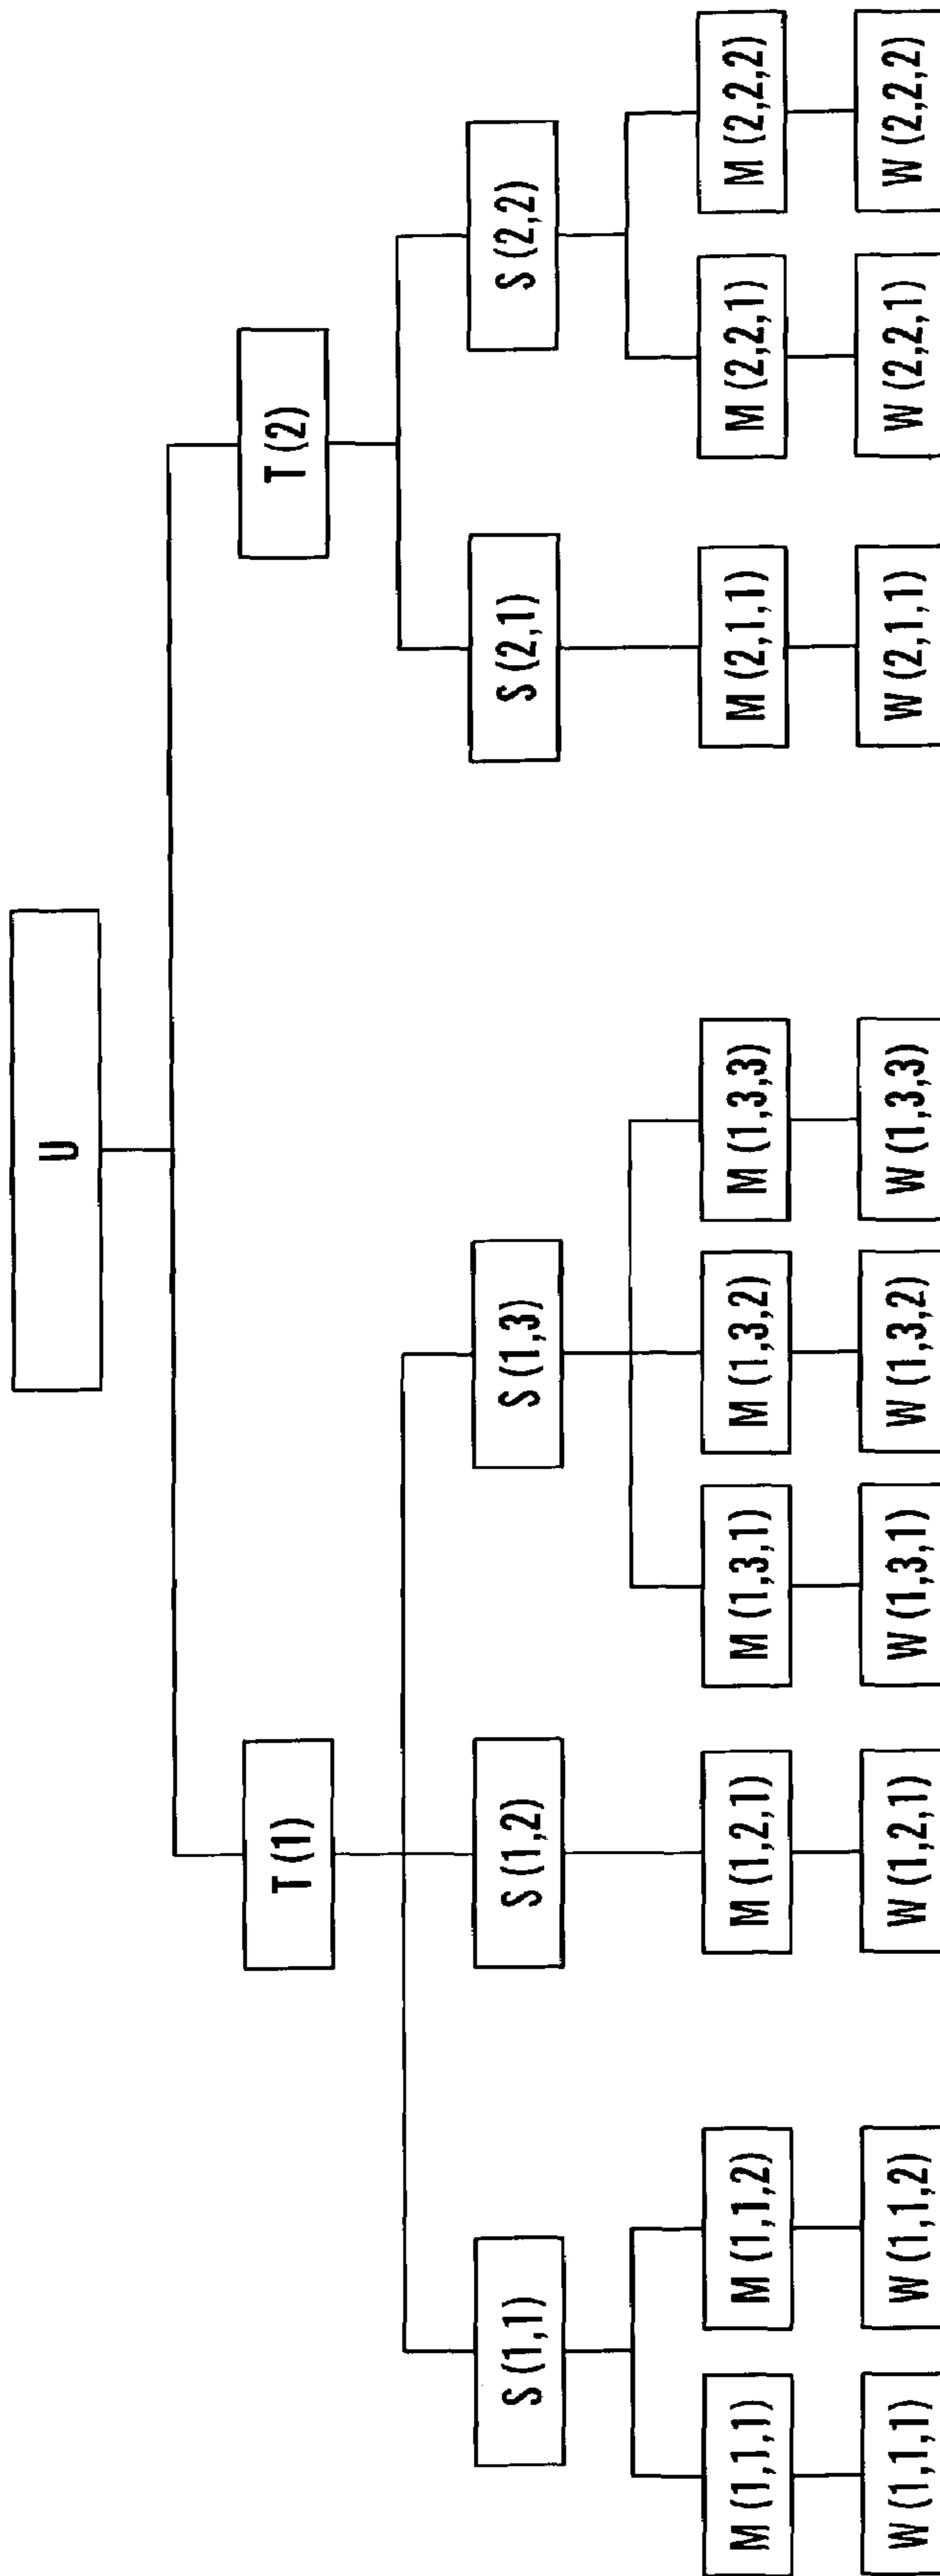 U
T (1)
T (2)
S (1,1)
S (1,2)
S (1,3)
S (2,1)
S (2,2)
M (1,1,1)
M (1,1,2)
M (1,2,1)
M (1,3,1)
M (1,3,2)
M (1,3,3)
M (2,1,1)
M (2,2,1)
M (2,2,2)
W (1,1,1)
W (1,1,2)
W (1,2,1)
W (1,3,1)
W (1,3,2)
W (1,3,3)
W (2,1,1)
W (2,2,1)
W (2,2,2)